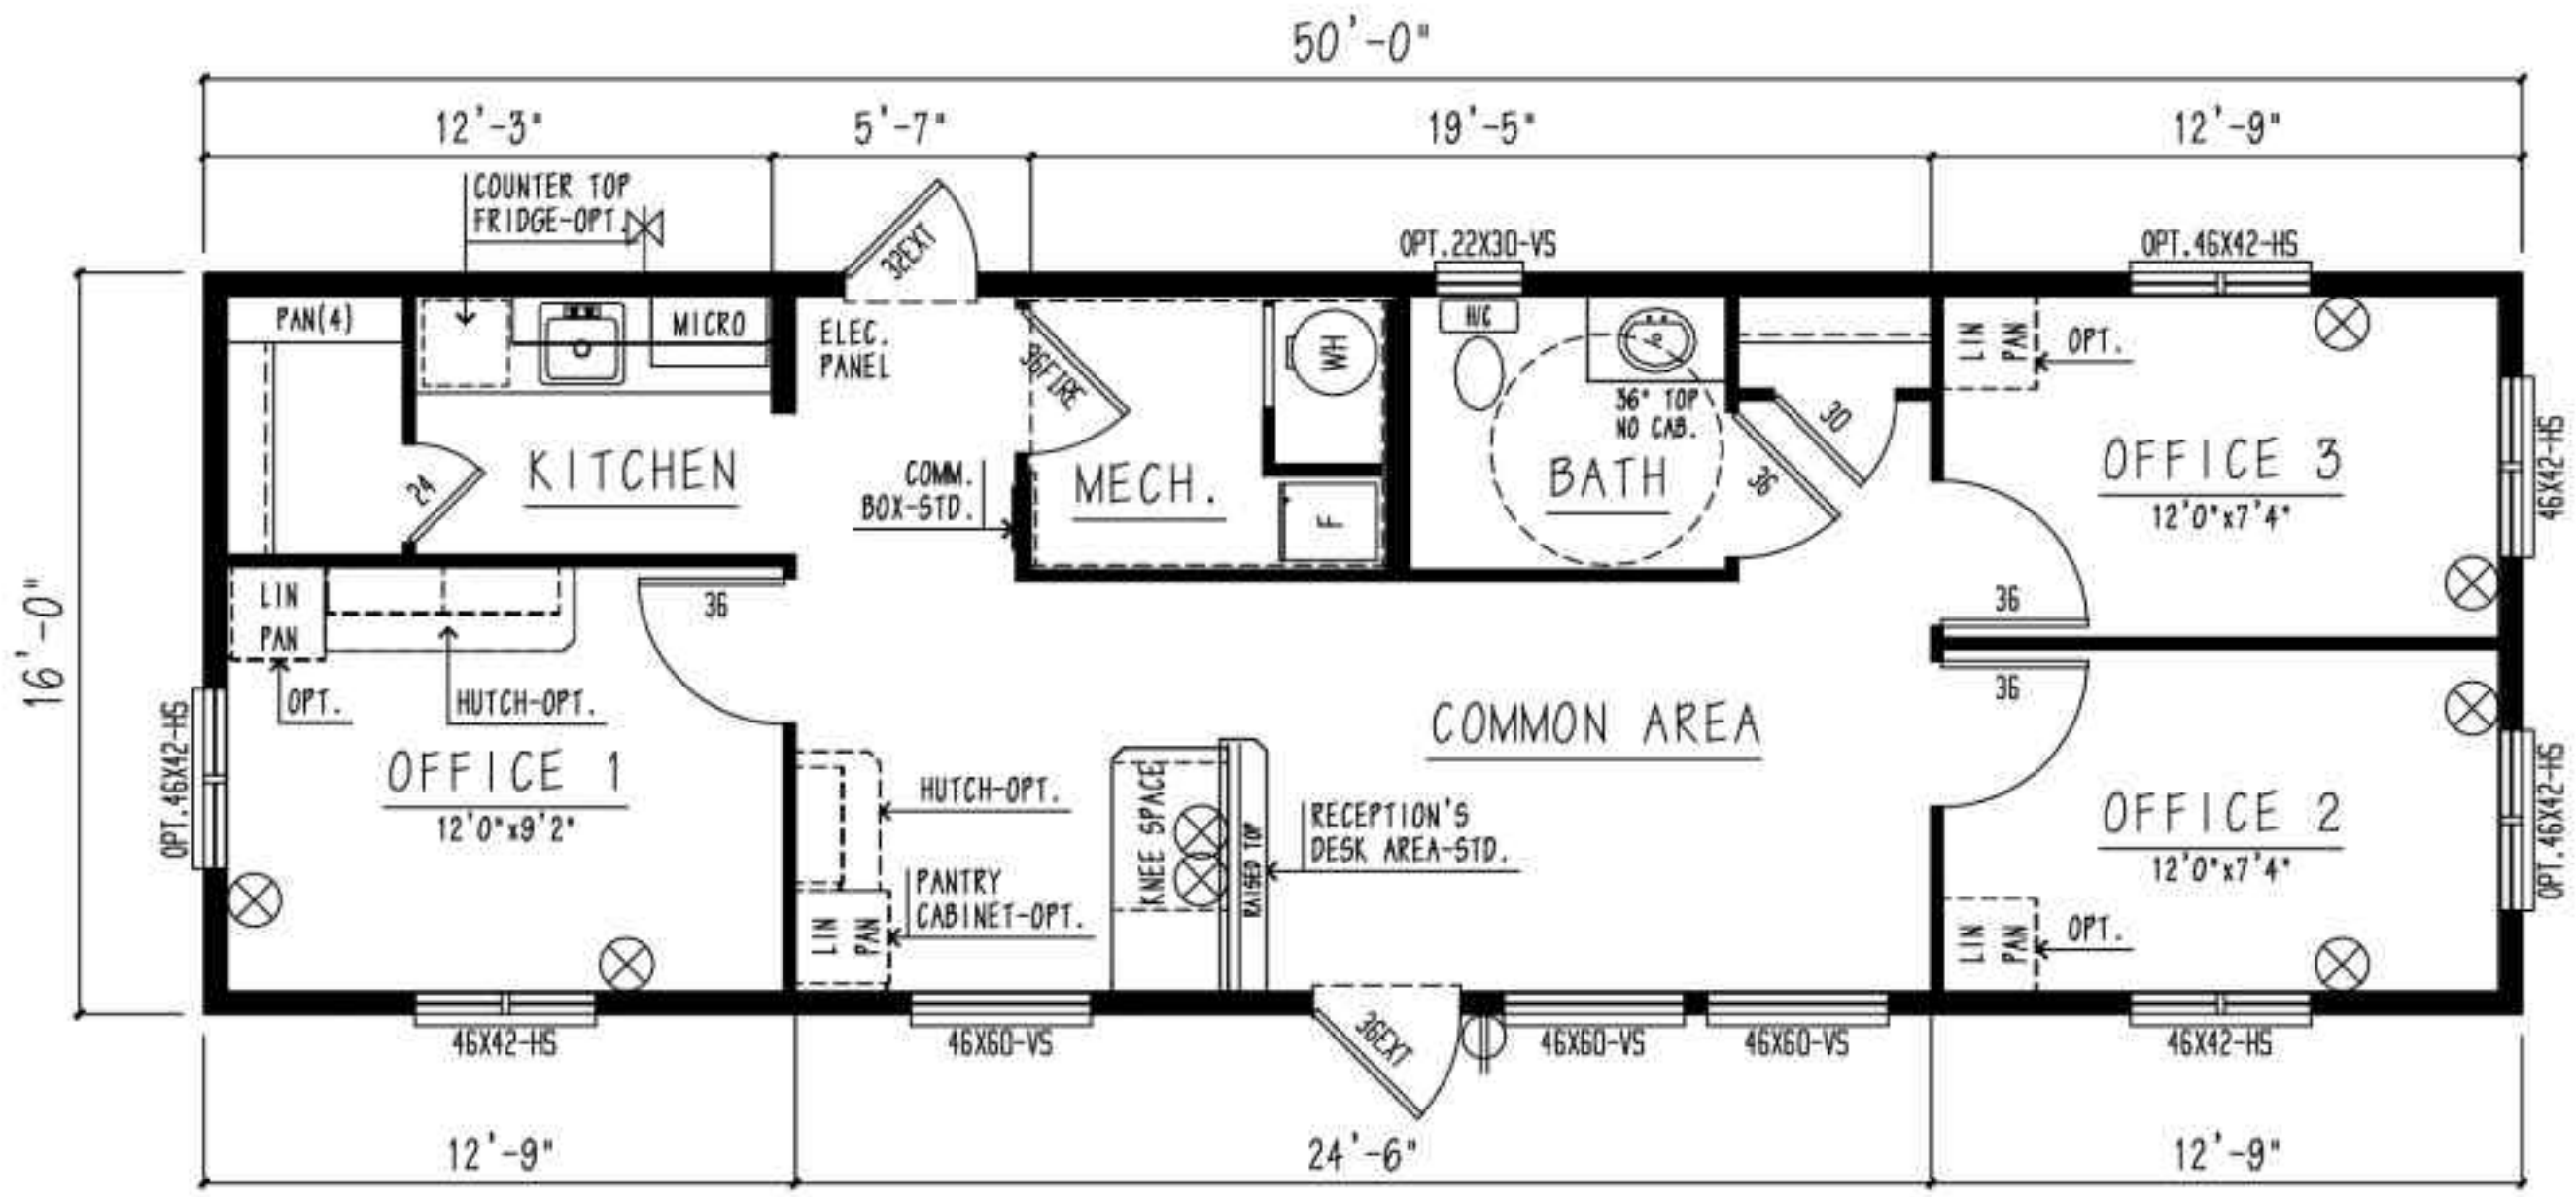 50'-0"
12'-3"
5'-7"
19'-5"
12'-9"
COUNTER TOP
FRIDGE-OPT.
32EXT
OPT.22X30-VS
OPT.46X42-HS
PAN(4)
MICRO
ELEC.
PANEL
36FIRE
WH
H/C
36" TOP
NO CAB.
30
LIN
PAN
OPT.
24
KITCHEN
COMM.
BOX-STD.
MECH.
F
BATH
36
OFFICE 3
12'0"x7'4"
46X42-HS
16'-0"
LIN
PAN
OPT.
HUTCH-OPT.
36
36
36
OPT.46X42-HS
OFFICE 1
12'0"x9'2"
HUTCH-OPT.
PANTRY
CABINET-OPT.
LIN
PAN
KNEE SPACE
RAISED TOP
RECEPTION'S
DESK AREA-STD.
COMMON AREA
OFFICE 2
12'0"x7'4"
OPT.46X42-HS
LIN
PAN
OPT.
46X42-HS
46X60-VS
36EXT
46X60-VS
46X60-VS
46X42-HS
12'-9"
24'-6"
12'-9"